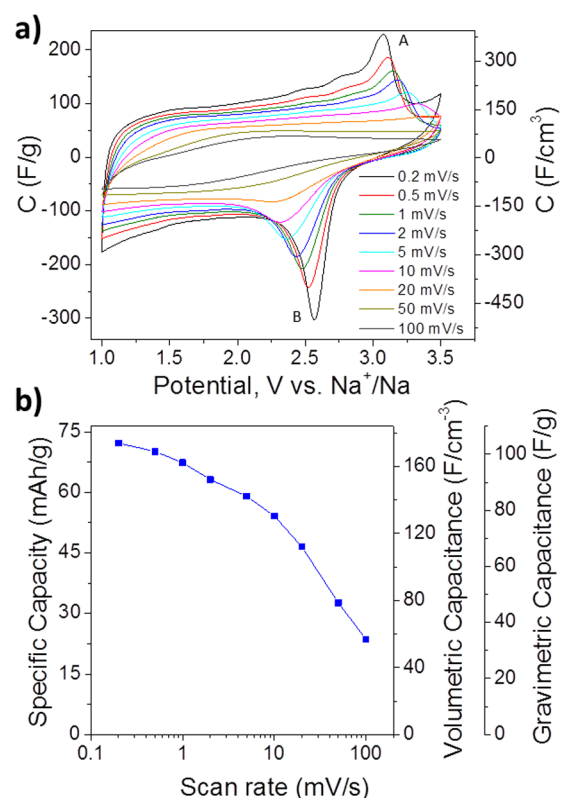 a)
C (F/g)
200
100
0
-100
-200
-300
A
B
0.2 mV/s
0.5 mV/s
1 mV/s
2 mV/s
5 mV/s
10 mV/s
20 mV/s
50 mV/s
100 mV/s
C (F/cm³)
300
150
0
-150
-300
-450
1.0 1.5 2.0 2.5 3.0 3.5
Potential, V vs. Na⁺/Na
b)
Specific Capacity (mAh/g)
75
60
45
30
15
0
Volumetric Capacitance (F/cm⁻³)
160
120
80
40
0
Gravimetric Capacitance (F/g)
100
80
60
40
20
0
0.1 1 10 100
Scan rate (mV/s)